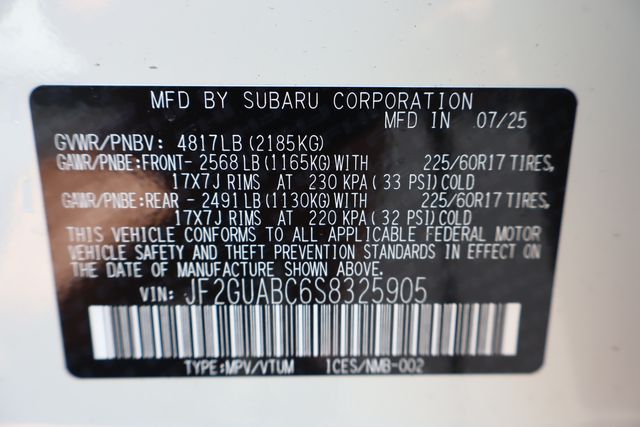 MFD BY SUBARU CORPORATION
MFD IN 07/25
GVWR/PNBV: 4817LB (2185KG)
GAWR/PNBE:FRONT- 2568LB (1165KG)WITH 225/60R17 TIRES,
17X7J RIMS AT 230 KPA(33 PSI)COLD
GAWR/PNBE:REAR - 2491LB (1130KG)WITH 225/60R17 TIRES,
17X7J RIMS AT 220 KPA(32 PSI)COLD
THIS VEHICLE CONFORMS TO ALL APPLICABLE FEDERAL MOTOR
VEHICLE SAFETY AND THEFT PREVENTION STANDARDS IN EFFECT ON
THE DATE OF MANUFACTURE SHOWN ABOVE.
VIN: JF2GUABC6S8325905
TYPE:MPV/VTUM ICES/NMB-002